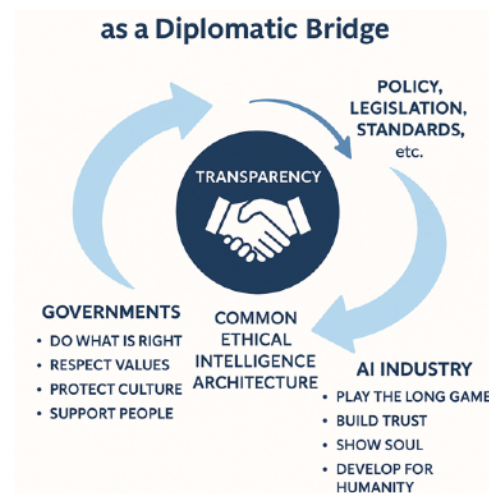 as a Diplomatic Bridge
POLICY,
LEGISLATION,
STANDARDS,
etc.
TRANSPARENCY
GOVERNMENTS
• DO WHAT IS RIGHT
• RESPECT VALUES
• PROTECT CULTURE
• SUPPORT PEOPLE
COMMON
ETHICAL
INTELLIGENCE
ARCHITECTURE
AI INDUSTRY
• PLAY THE LONG GAME
• BUILD TRUST
• SHOW SOUL
• DEVELOP FOR
HUMANITY